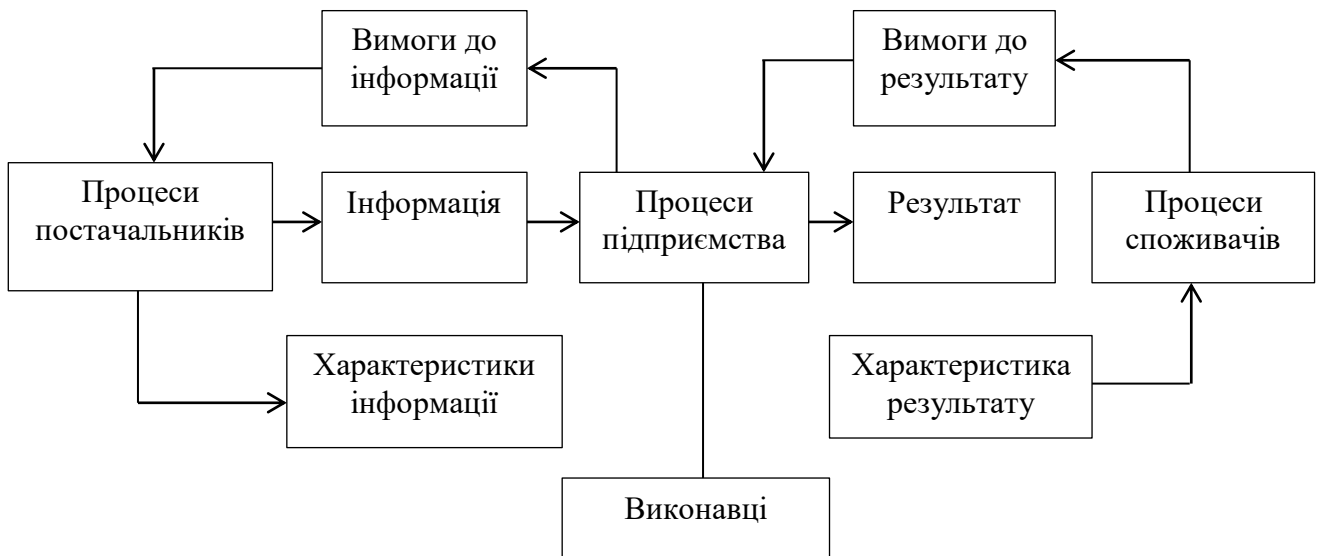 Вимоги до
інформації
Вимоги до
результату
Процеси
постачальників
Інформація
Процеси
підприємства
Результат
Процеси
споживачів
Характеристики
інформації
Характеристика
результату
Виконавці